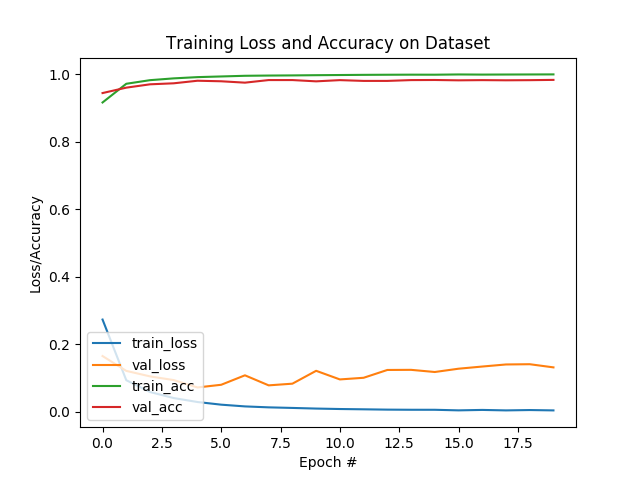 Training Loss and Accuracy on Dataset
1.0
0.8
0.6
0.4
0.2
0.0
Loss/Accuracy
train_loss
val_loss
train_acc
val_acc
0.0 2.5 5.0 7.5 10.0 12.5 15.0 17.5
Epoch #